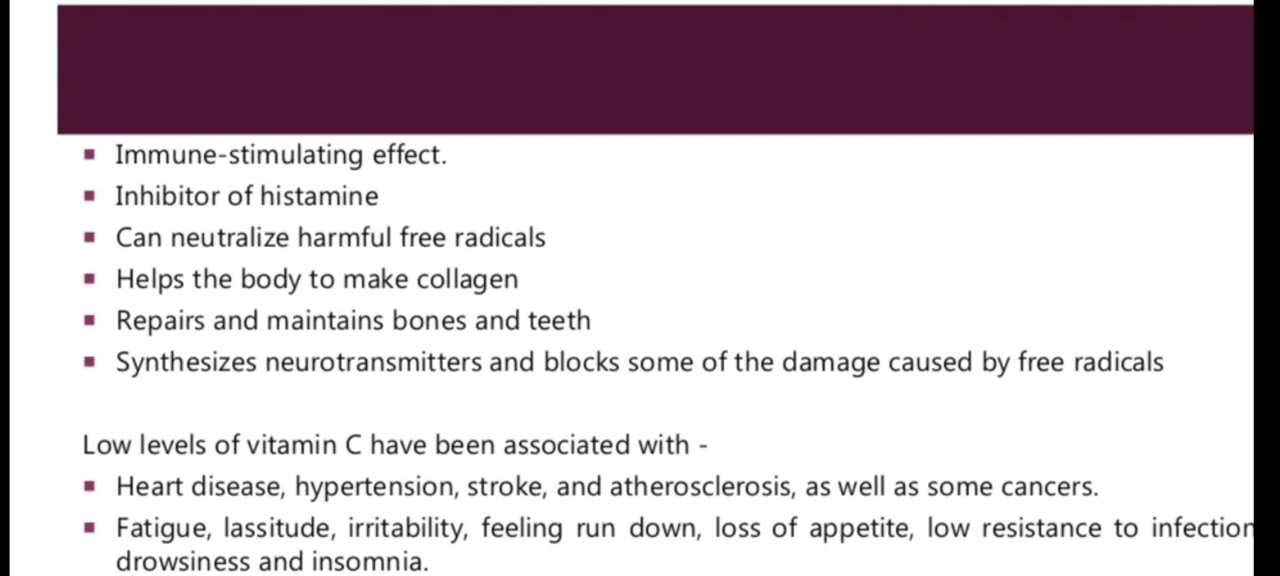 ▪ Immune-stimulating effect.
▪ Inhibitor of histamine
▪ Can neutralize harmful free radicals
▪ Helps the body to make collagen
▪ Repairs and maintains bones and teeth
▪ Synthesizes neurotransmitters and blocks some of the damage caused by free radicals
Low levels of vitamin C have been associated with -
▪ Heart disease, hypertension, stroke, and atherosclerosis, as well as some cancers.
▪ Fatigue, lassitude, irritability, feeling run down, loss of appetite, low resistance to infection
drowsiness and insomnia.